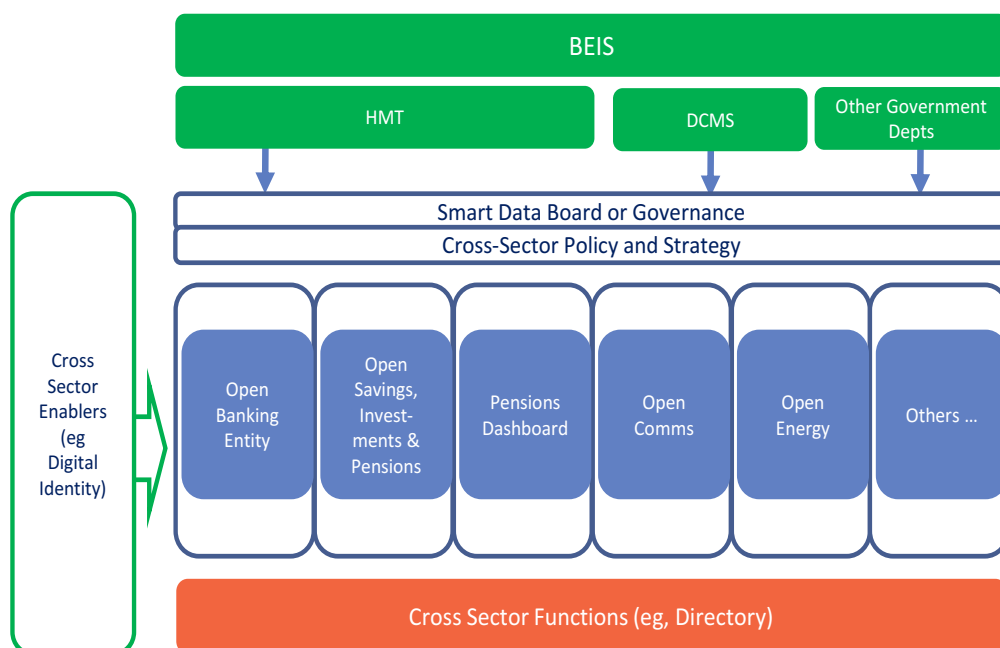 BEIS
HMT
DCMS
Other Government
Depts
Smart Data Board or Governance
Cross-Sector Policy and Strategy
Cross
Sector
Enablers
(eg
Digital
Identity)
Open
Banking
Entity
Open
Savings,
Invest-
ments &
Pensions
Pensions
Dashboard
Open
Comms
Open
Energy
Others ...
Cross Sector Functions (eg, Directory)